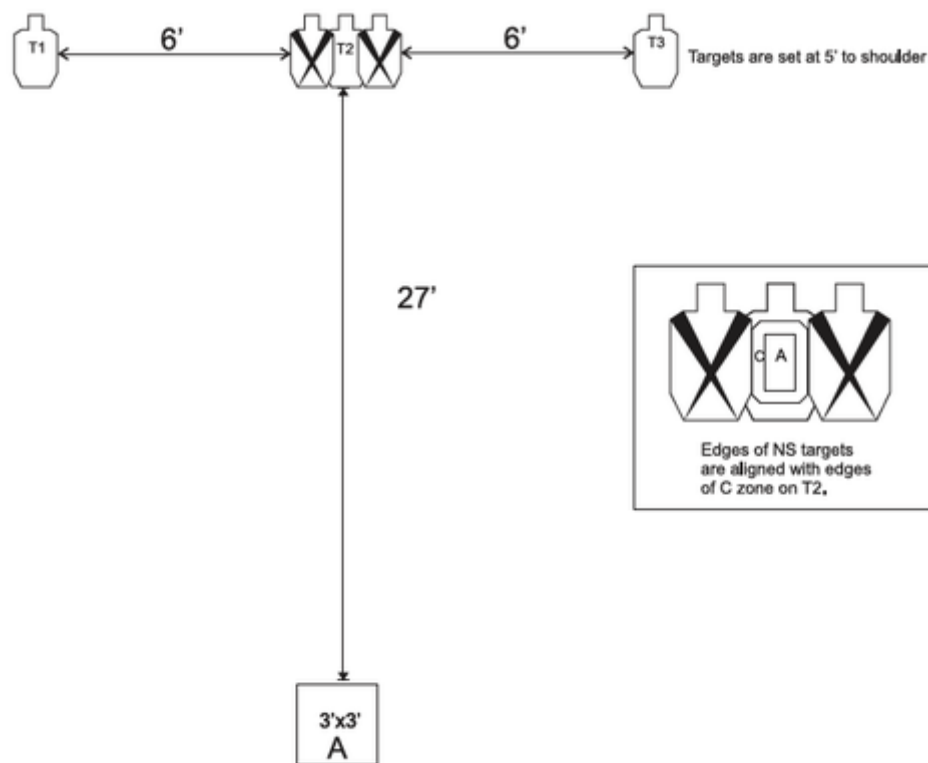 T1
6’
T2
6’
T3
Targets are set at 5’ to shoulder
27’
C
A
Edges of NS targets
are aligned with edges
of C zone on T2.
3’x3’
A